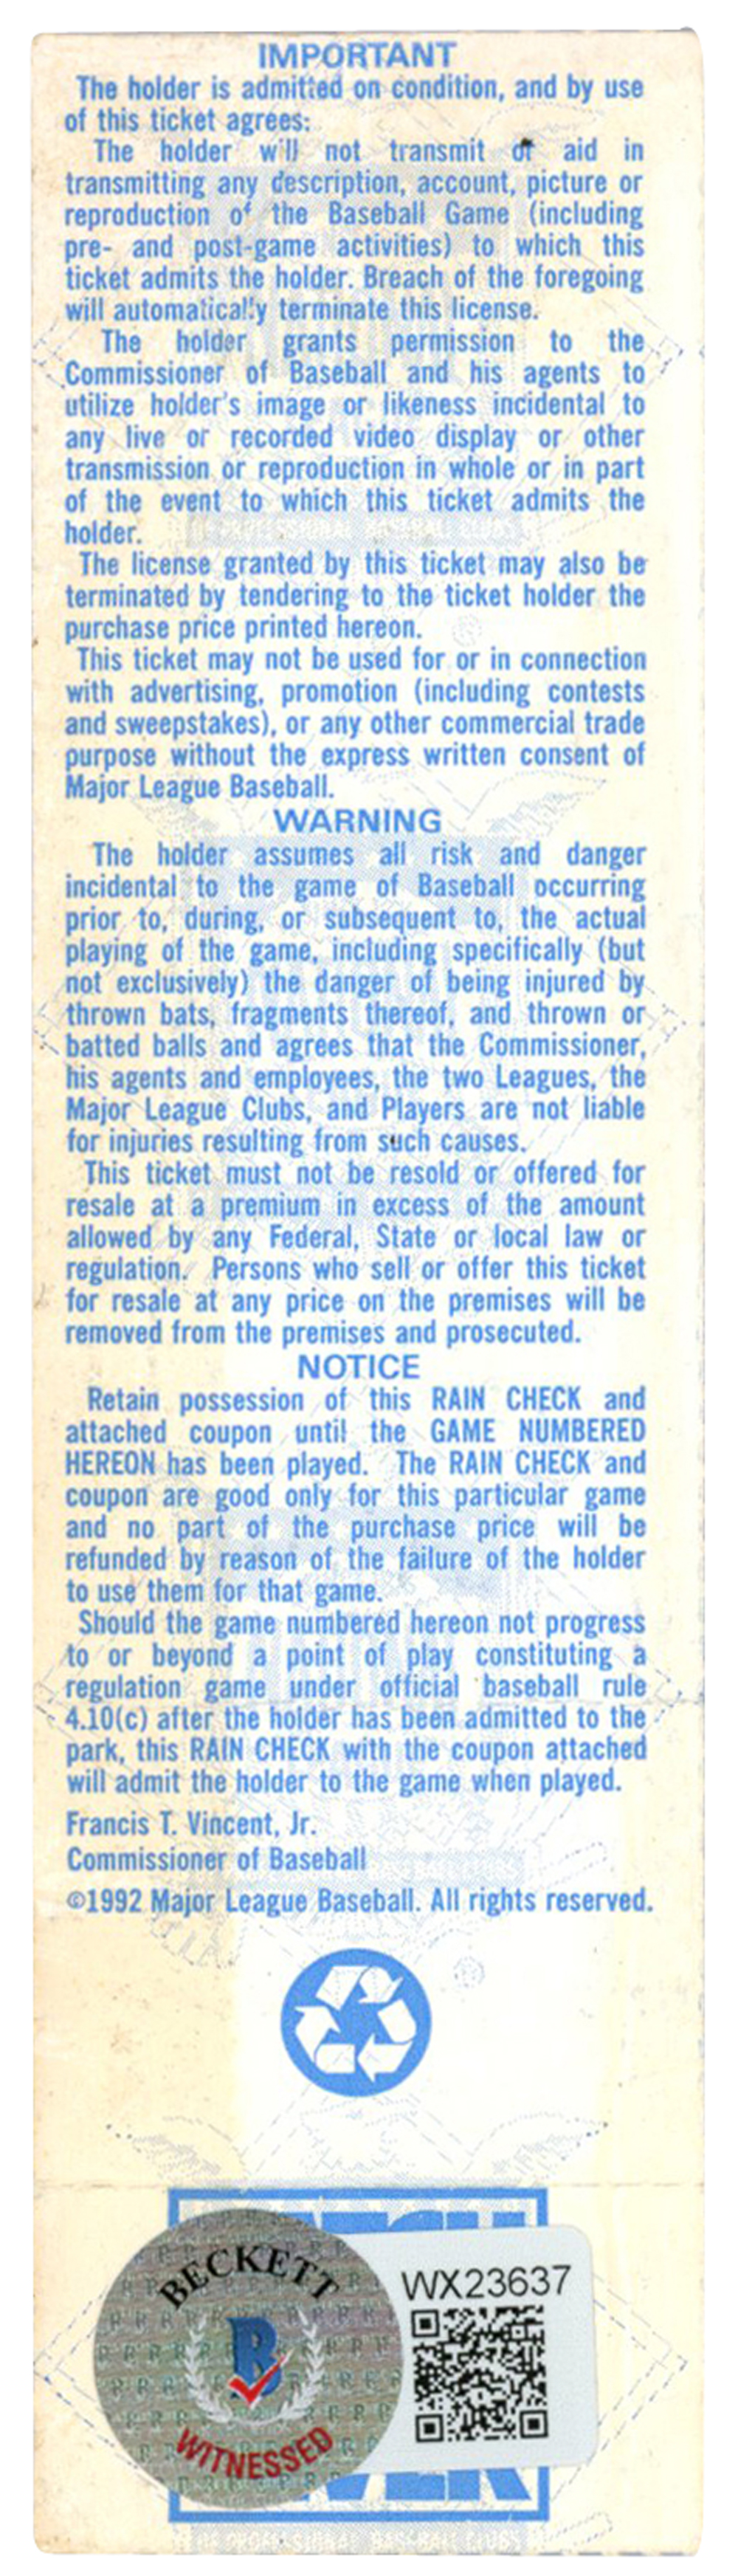 IMPORTANT
The holder is admitted on condition, and by use
of this ticket agrees:
The holder will not transmit or aid in
transmitting any description, account, picture or
reproduction of the Baseball Game (including
pre- and post-game activities) to which this
ticket admits the holder. Breach of the foregoing
will automatically terminate this license.
The holder grants permission to the
Commissioner of Baseball and his agents to
utilize holder's image or likeness incidental to
any live or recorded video display or other
transmission or reproduction in whole or in part
of the event to which this ticket admits the
holder.
The license granted by this ticket may also be
terminated by tendering to the ticket holder the
purchase price printed hereon.
This ticket may not be used for or in connection
with advertising, promotion (including contests
and sweepstakes), or any other commercial trade
purpose without the express written consent of
Major League Baseball.
WARNING
The holder assumes all risk and danger
incidental to the game of Baseball occurring
prior to, during, or subsequent to, the actual
playing of the game, including specifically (but
not exclusively) the danger of being injured by
thrown bats, fragments thereof, and thrown or
batted balls and agrees that the Commissioner,
his agents and employees, the two Leagues, the
Major League Clubs, and Players are not liable
for injuries resulting from such causes.
This ticket must not be resold or offered for
resale at a premium in excess of the amount
allowed by any Federal, State or local law or
regulation. Persons who sell or offer this ticket
for resale at any price on the premises will be
removed from the premises and prosecuted.
NOTICE
Retain possession of this RAIN CHECK and
attached coupon until the GAME NUMBERED
HEREON has been played. The RAIN CHECK and
coupon are good only for this particular game
and no part of the purchase price will be
refunded by reason of the failure of the holder
to use them for that game.
Should the game numbered hereon not progress
to or beyond a point of play constituting a
regulation game under official baseball rule
4.10(c) after the holder has been admitted to the
park, this RAIN CHECK with the coupon attached
will admit the holder to the game when played.
Francis T. Vincent, Jr.
Commissioner of Baseball
©1992 Major League Baseball. All rights reserved.
BECKETT
B
WITNESSED
WX23637